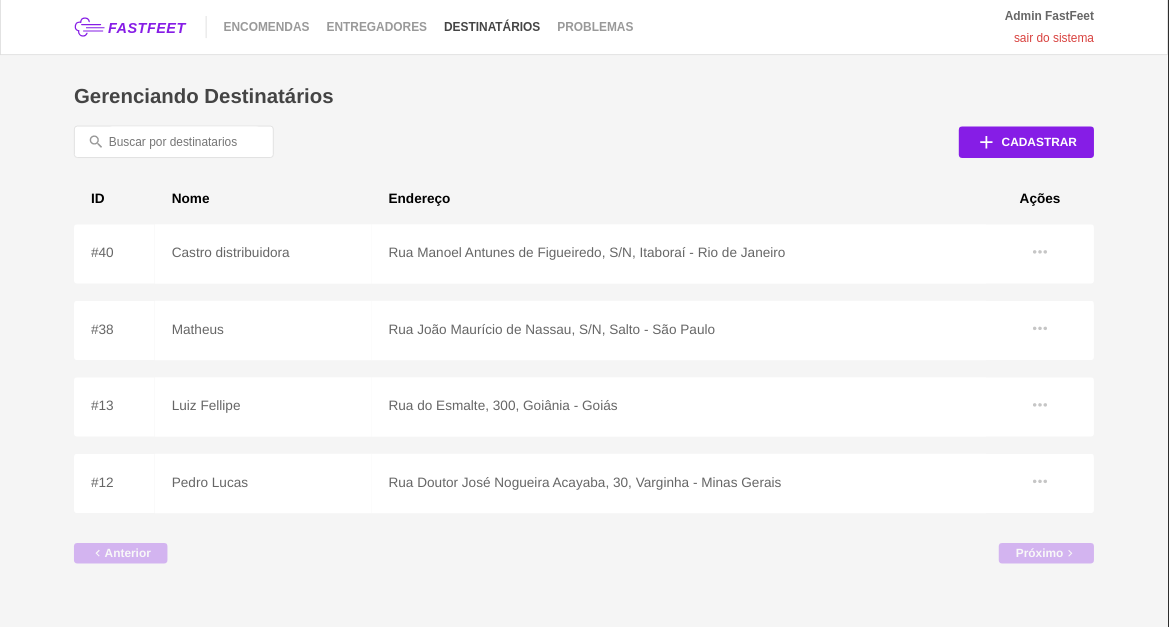 FASTFEET ENCOMENDAS ENTREGADORES DESTINATÁRIOS PROBLEMAS Admin FastFeet
sair do sistema
Gerenciando Destinatários
Buscar por destinatarios CADASTRAR
ID Nome Endereço Ações
#40 Castro distribuidora Rua Manoel Antunes de Figueiredo, S/N, Itaboraí - Rio de Janeiro
#38 Matheus Rua João Maurício de Nassau, S/N, Salto - São Paulo
#13 Luiz Fellipe Rua do Esmalte, 300, Goiânia - Goiás
#12 Pedro Lucas Rua Doutor José Nogueira Acayaba, 30, Varginha - Minas Gerais
Anterior Próximo